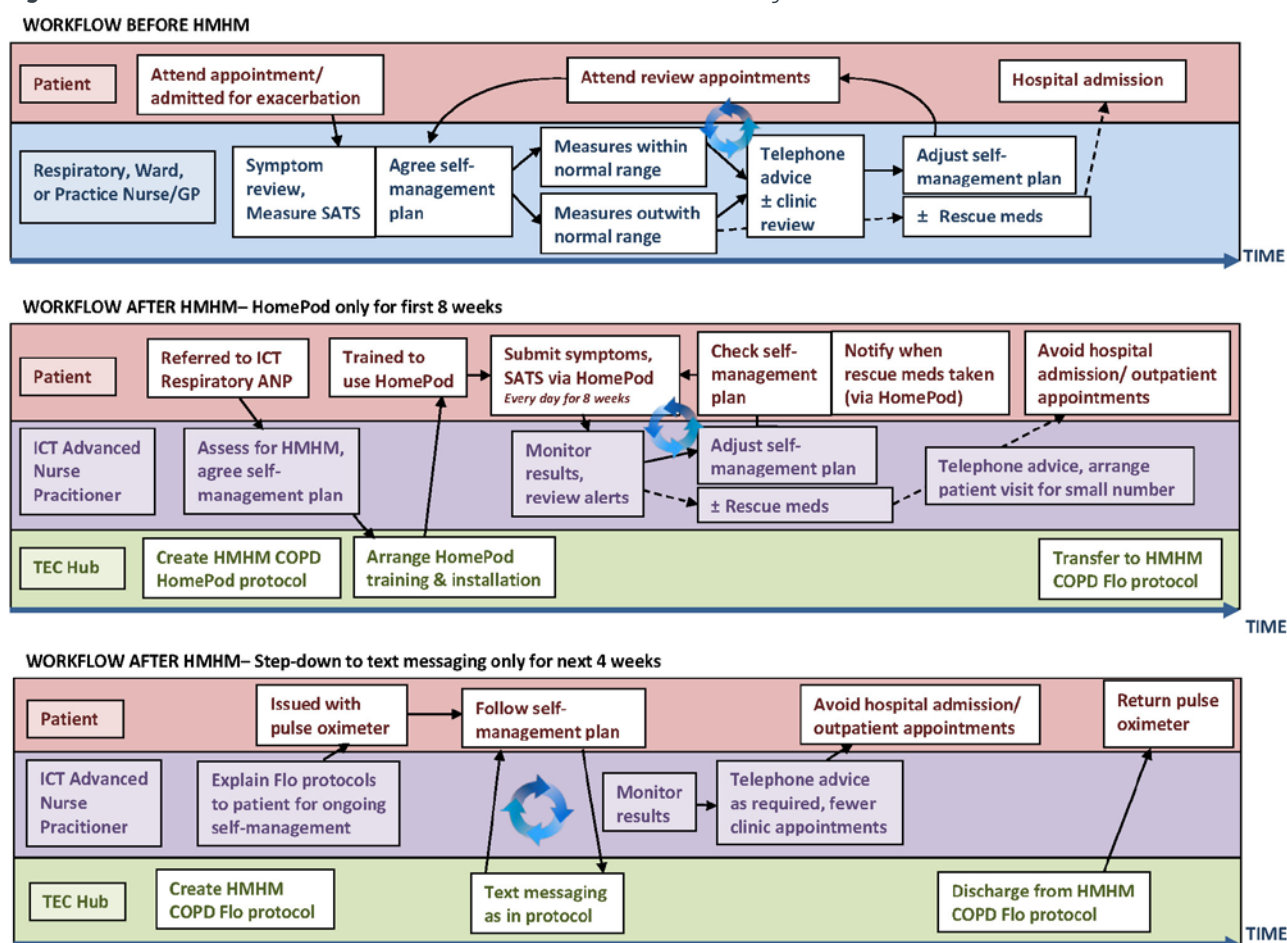 WORKFLOW BEFORE HMHM
Patient
Attend appointment/
admitted for exacerbation
Attend review appointments
Hospital admission
Respiratory, Ward,
or Practice Nurse/GP
Symptom
review,
Measure SATS
Agree self-
management
plan
Measures within
normal range
Measures outwith
normal range
Telephone
advice
± clinic
review
Adjust self-
management plan
± Rescue meds
TIME
WORKFLOW AFTER HMHM– HomePod only for first 8 weeks
Patient
Referred to ICT
Respiratory ANP
Trained to
use HomePod
Submit symptoms,
SATS via HomePod
Every day for 8 weeks
Check self-
management
plan
Notify when
rescue meds taken
(via HomePod)
Avoid hospital
admission/ outpatient
appointments
ICT Advanced
Nurse
Practitioner
Assess for HMHM,
agree self-
management plan
Monitor
results,
review alerts
Adjust self-
management plan
± Rescue meds
Telephone advice, arrange
patient visit for small number
TEC Hub
Create HMHM COPD
HomePod protocol
Arrange HomePod
training & installation
Transfer to HMHM
COPD Flo protocol
TIME
WORKFLOW AFTER HMHM– Step-down to text messaging only for next 4 weeks
Patient
Issued with
pulse oximeter
Follow self-
management plan
Avoid hospital admission/
outpatient appointments
Return pulse
oximeter
ICT Advanced
Nurse
Practitioner
Explain Flo protocols
to patient for ongoing
self-management
Monitor
results
Telephone advice
as required, fewer
clinic appointments
TEC Hub
Create HMHM
COPD Flo protocol
Text messaging
as in protocol
Discharge from HMHM
COPD Flo protocol
TIME